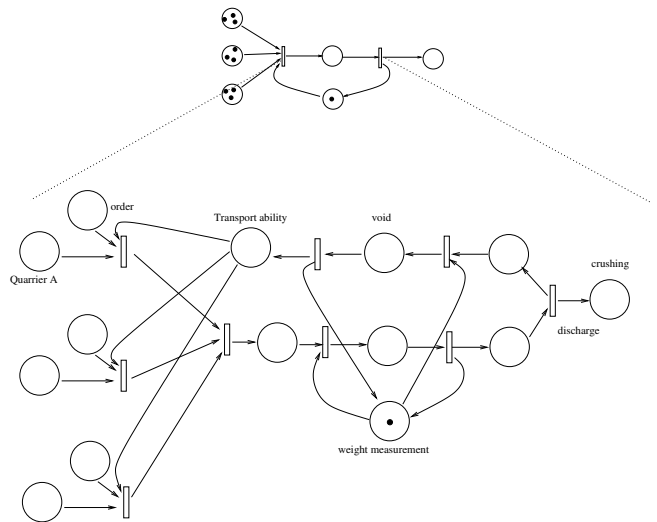 order
Transport ability
void
Quarrier A
crushing
discharge
weight measurement